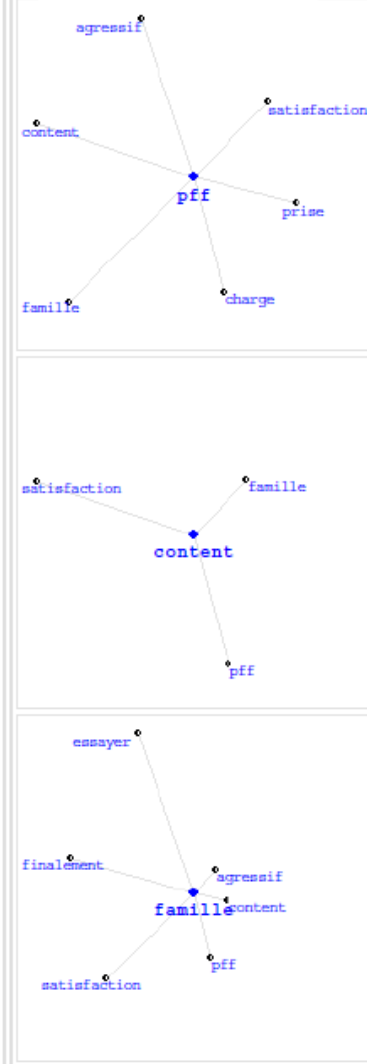 agressif
satisfaction
content
pff
prise
charge
famille
satisfaction
famille
content
pff
essayer
finalement
agressif
famille
content
pff
satisfaction